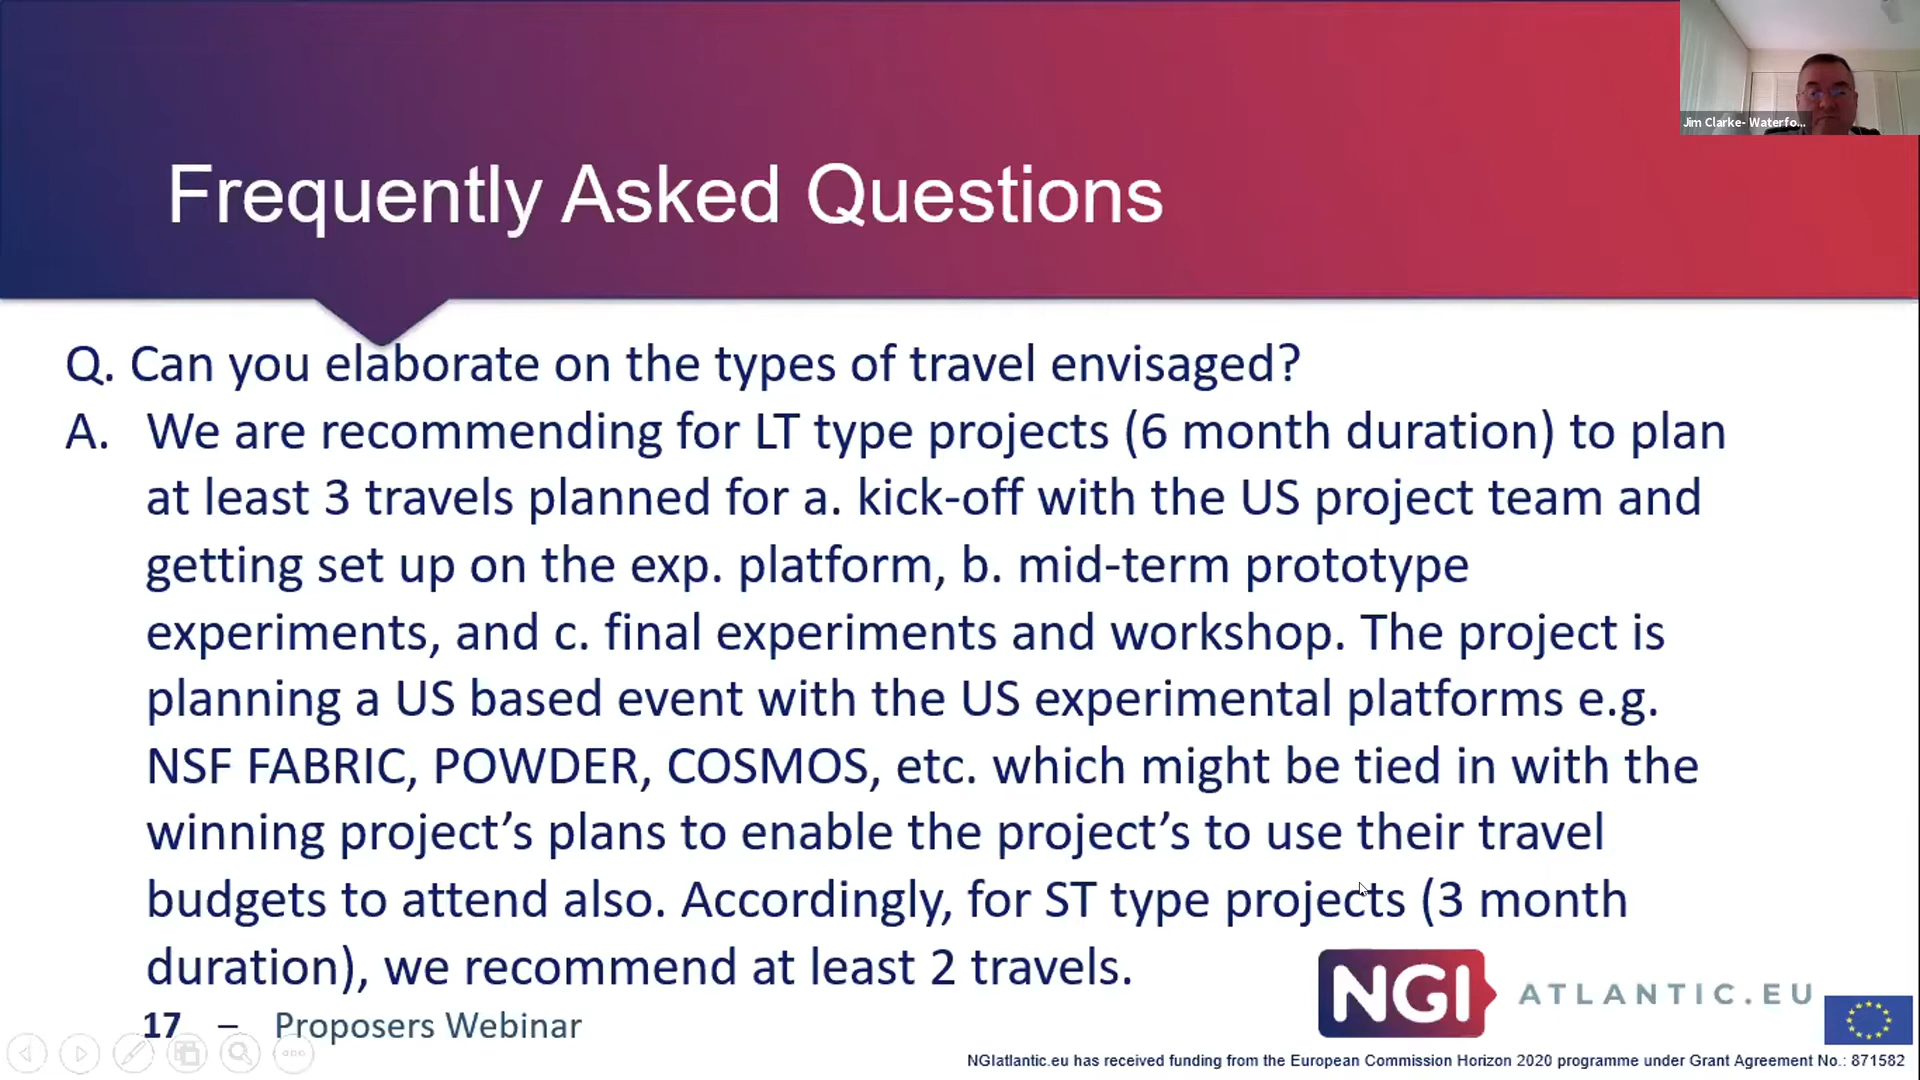 Jim Clarke- Waterfo...
Frequently Asked Questions
Q. Can you elaborate on the types of travel envisaged?
A. We are recommending for LT type projects (6 month duration) to plan
at least 3 travels planned for a. kick-off with the US project team and
getting set up on the exp. platform, b. mid-term prototype
experiments, and c. final experiments and workshop. The project is
planning a US based event with the US experimental platforms e.g.
NSF FABRIC, POWDER, COSMOS, etc. which might be tied in with the
winning project’s plans to enable the project’s to use their travel
budgets to attend also. Accordingly, for ST type projects (3 month
duration), we recommend at least 2 travels.
NGI ATLANTIC.EU
17 – Proposers Webinar
NGIatlantic.eu has received funding from the European Commission Horizon 2020 programme under Grant Agreement No.: 871582